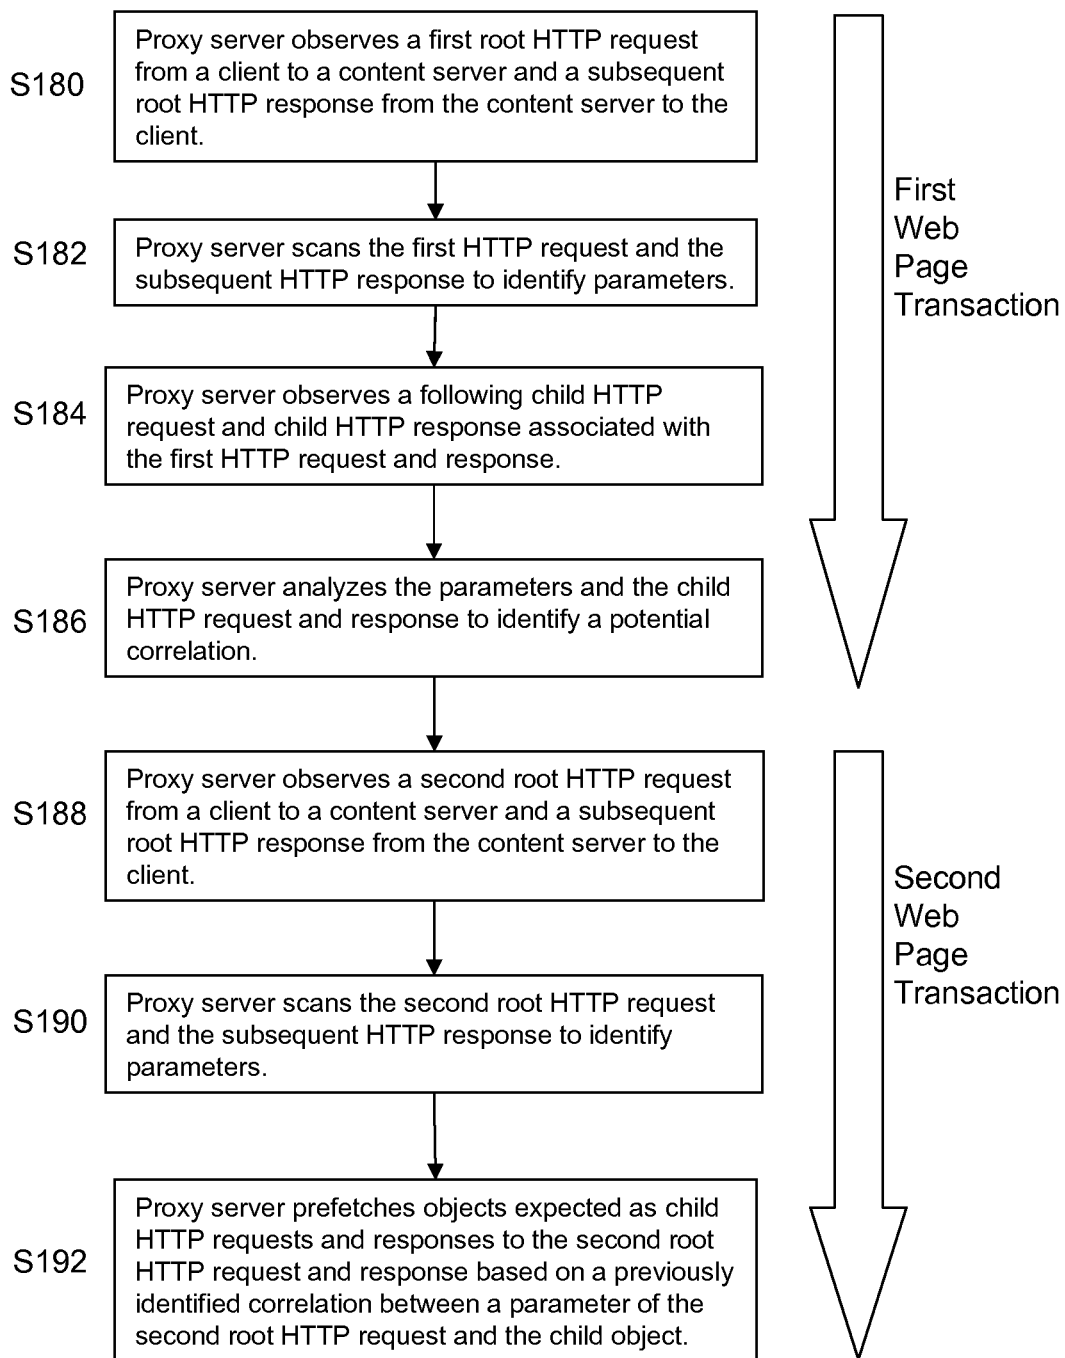 S180
Proxy server observes a first root HTTP request
from a client to a content server and a subsequent
root HTTP response from the content server to the
client.
S182
Proxy server scans the first HTTP request and the
subsequent HTTP response to identify parameters.
S184
Proxy server observes a following child HTTP
request and child HTTP response associated with
the first HTTP request and response.
S186
Proxy server analyzes the parameters and the child
HTTP request and response to identify a potential
correlation.
First
Web
Page
Transaction
S188
Proxy server observes a second root HTTP request
from a client to a content server and a subsequent
root HTTP response from the content server to the
client.
S190
Proxy server scans the second root HTTP request
and the subsequent HTTP response to identify
parameters.
S192
Proxy server prefetches objects expected as child
HTTP requests and responses to the second root
HTTP request and response based on a previously
identified correlation between a parameter of the
second root HTTP request and the child object.
Second
Web
Page
Transaction